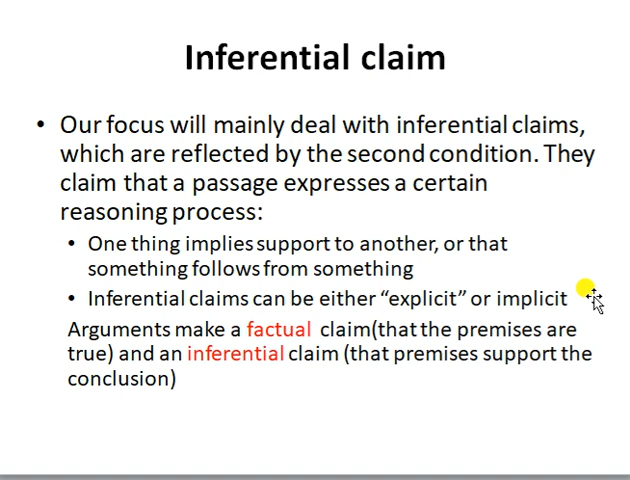 Inferential claim
• Our focus will mainly deal with inferential claims,
which are reflected by the second condition. They
claim that a passage expresses a certain
reasoning process:
• One thing implies support to another, or that
something follows from something
• Inferential claims can be either “explicit” or implicit
Arguments make a factual claim(that the premises are
true) and an inferential claim (that premises support the
conclusion)